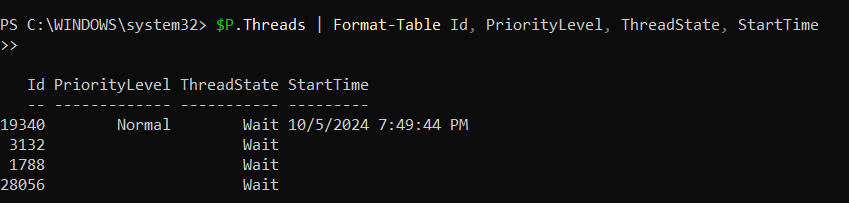 PS C:\WINDOWS\system32> $P.Threads | Format-Table Id, PriorityLevel, ThreadState, StartTime
>>
   Id PriorityLevel ThreadState StartTime
   -- ------------- ----------- ---------
19340        Normal        Wait 10/5/2024 7:49:44 PM
 3132                      Wait
 1788                      Wait
28056                      Wait